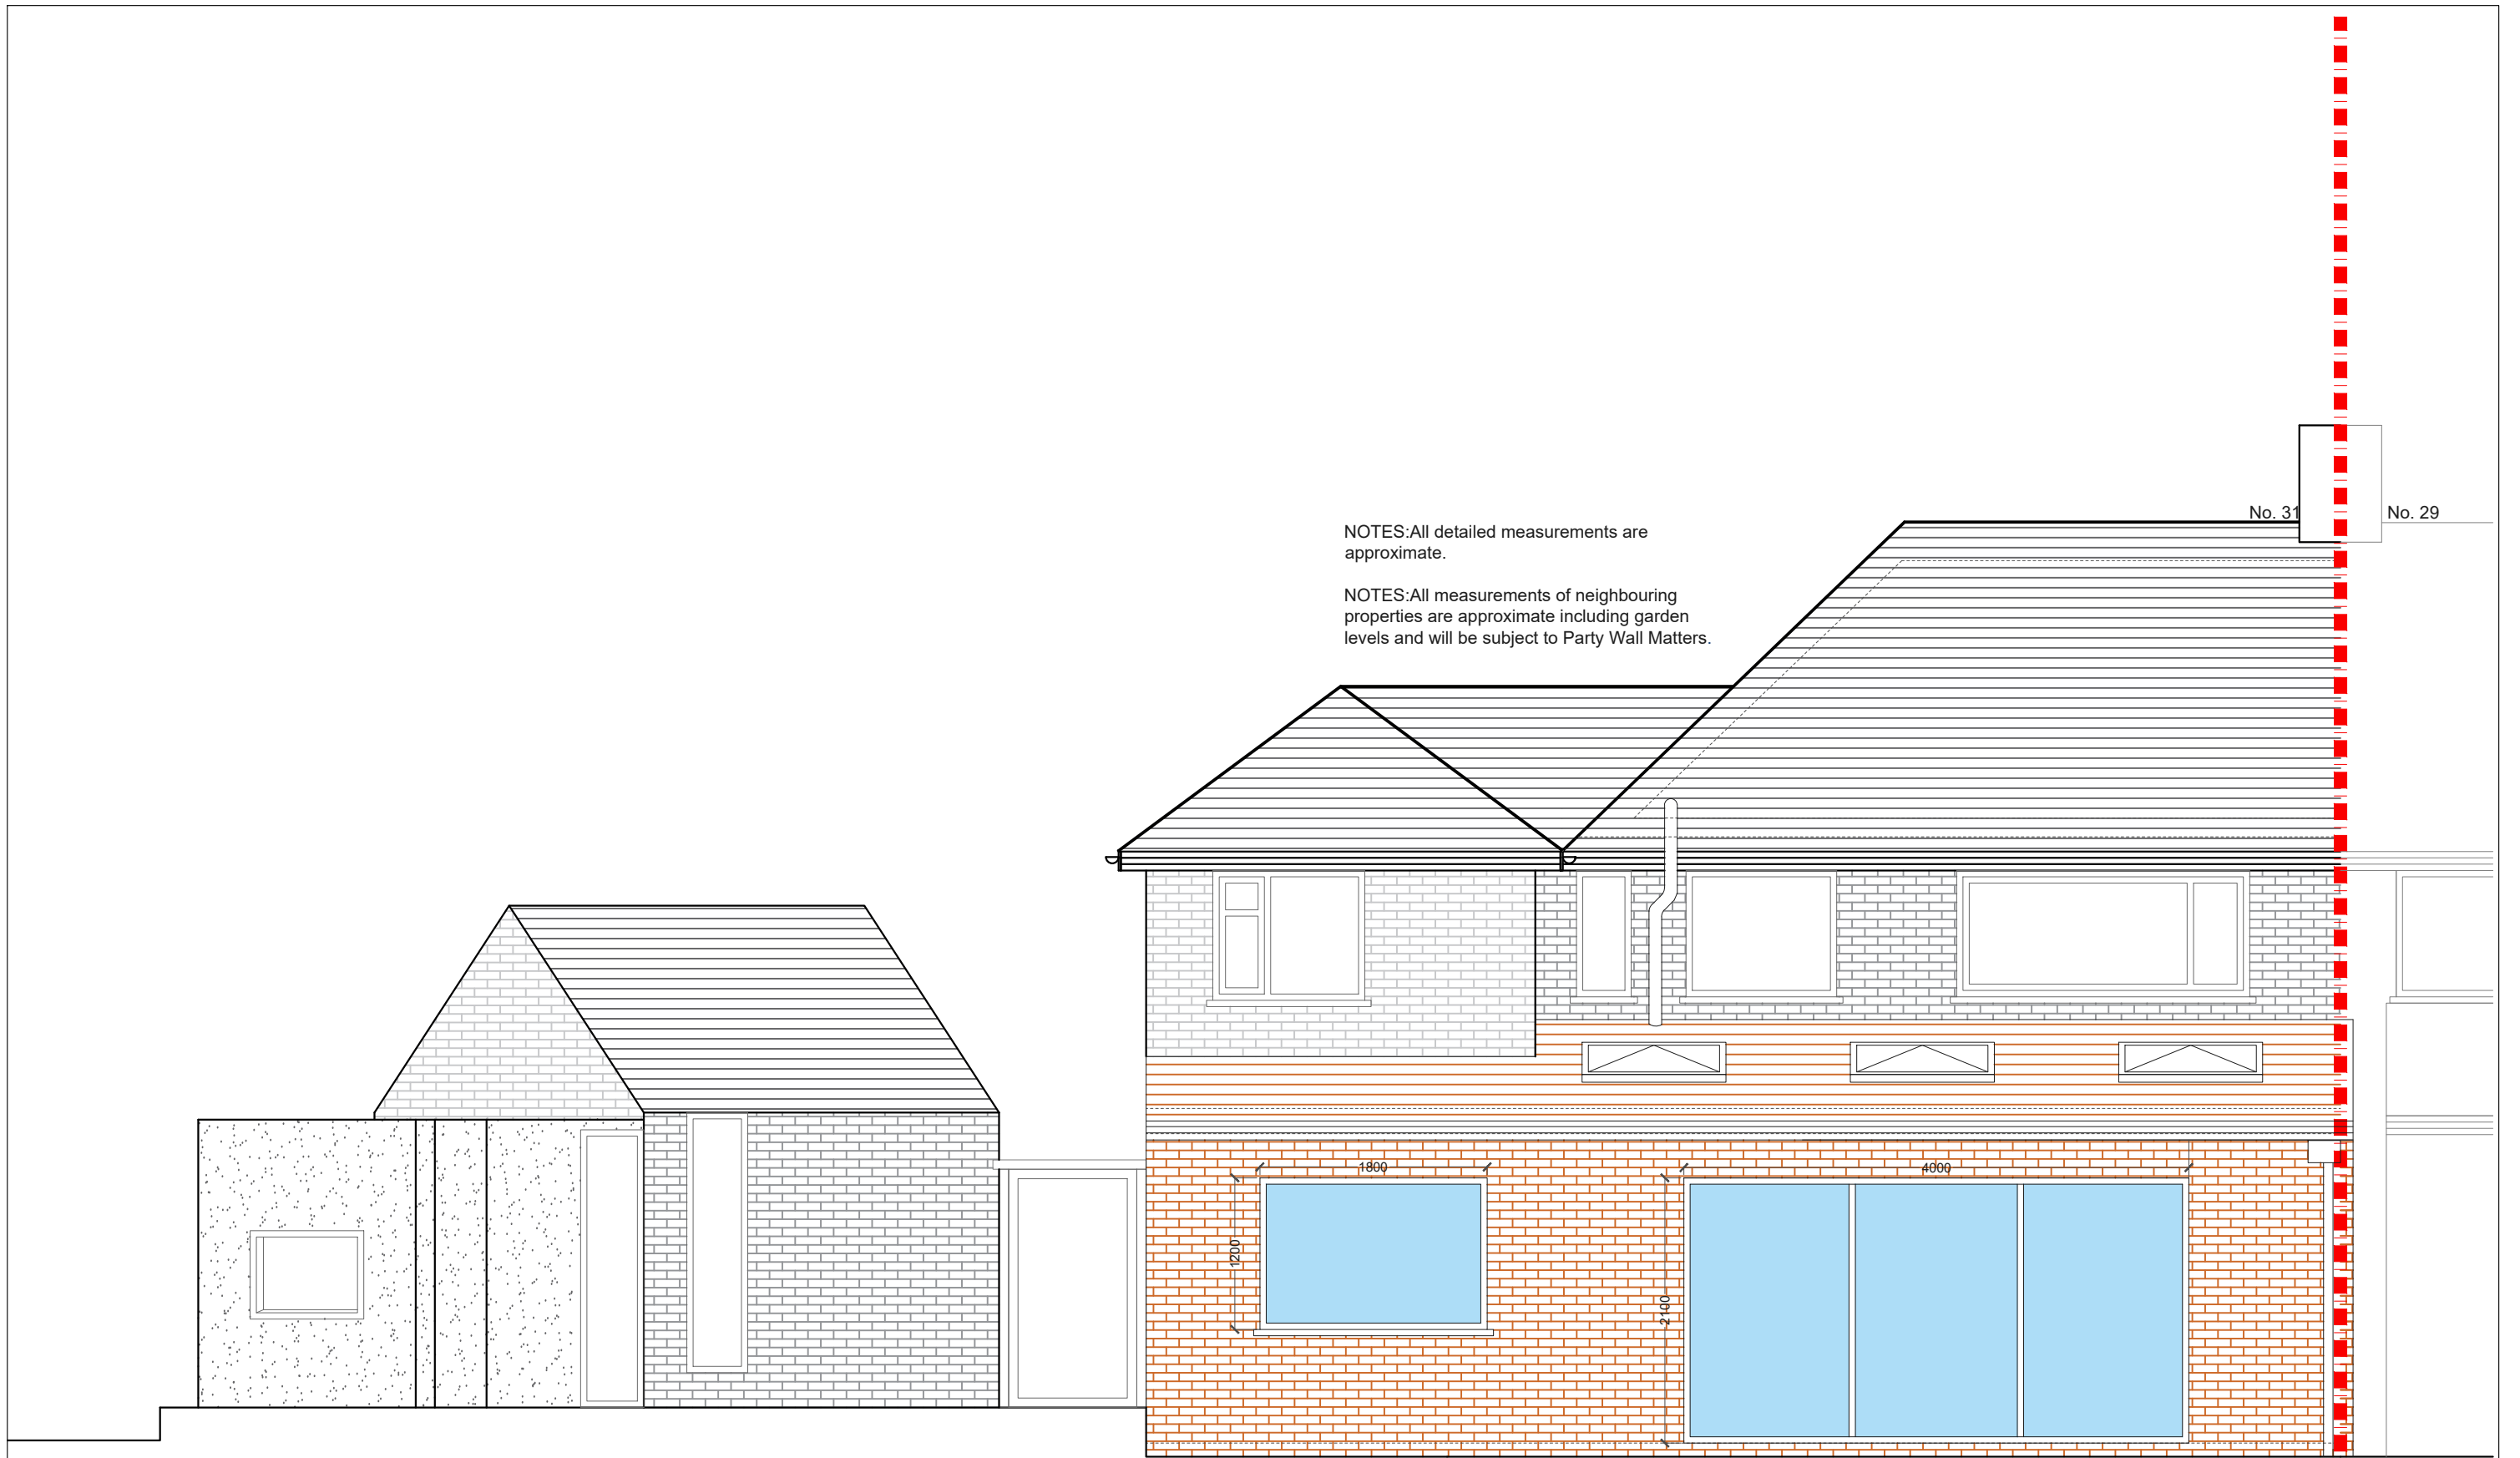 No. 31
No. 29
NOTES:All detailed measurements are
approximate.
NOTES:All measurements of neighbouring
properties are approximate including garden
levels and will be subject to Party Wall Matters.
1800
4000
1200
2100